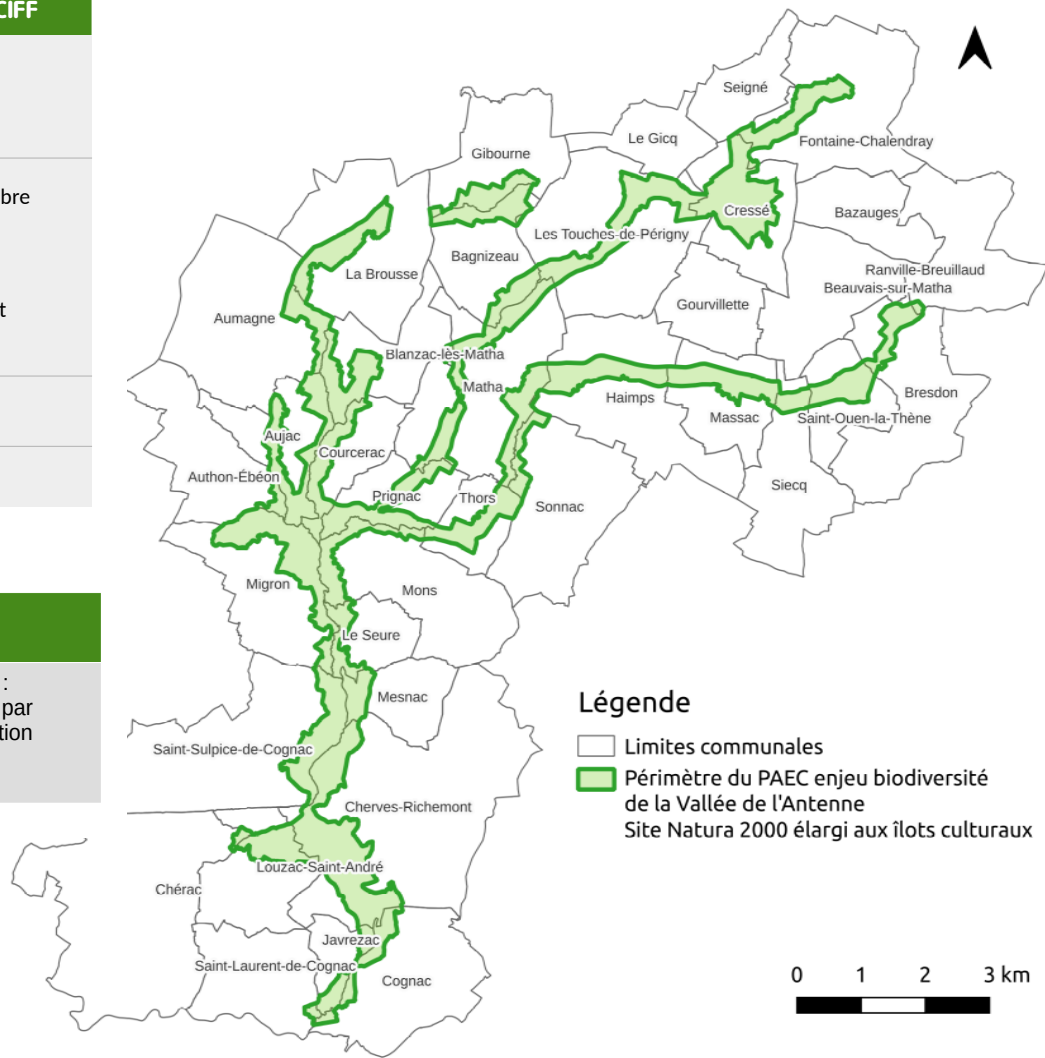 CIFF
bre
t
:
par
tion
Seigné
Le Gicq
Fontaine-Chalendray
Gibourne
Cressé
Bazauges
Les Touches-de-Périgny
Bagnizeau
La Brousse
Ranville-Breuillaud
Beauvais-sur-Matha
Gourvillette
Aumagne
Blanzac-lès-Matha
Matha
Haimps
Bresdon
Massac
Saint-Ouen-la-Thène
Aujac
Courcerac
Authon-Ébéon
Siecq
Prignac
Thors
Sonnac
Migron
Mons
Le Seure
Mesnac
Saint-Sulpice-de-Cognac
Cherves-Richemont
Louzac-Saint-André
Chérac
Javrezac
Saint-Laurent-de-Cognac
Cognac
Légende
Limites communales
Périmètre du PAEC enjeu biodiversité
de la Vallée de l'Antenne
Site Natura 2000 élargi aux îlots culturaux
0 1 2 3 km